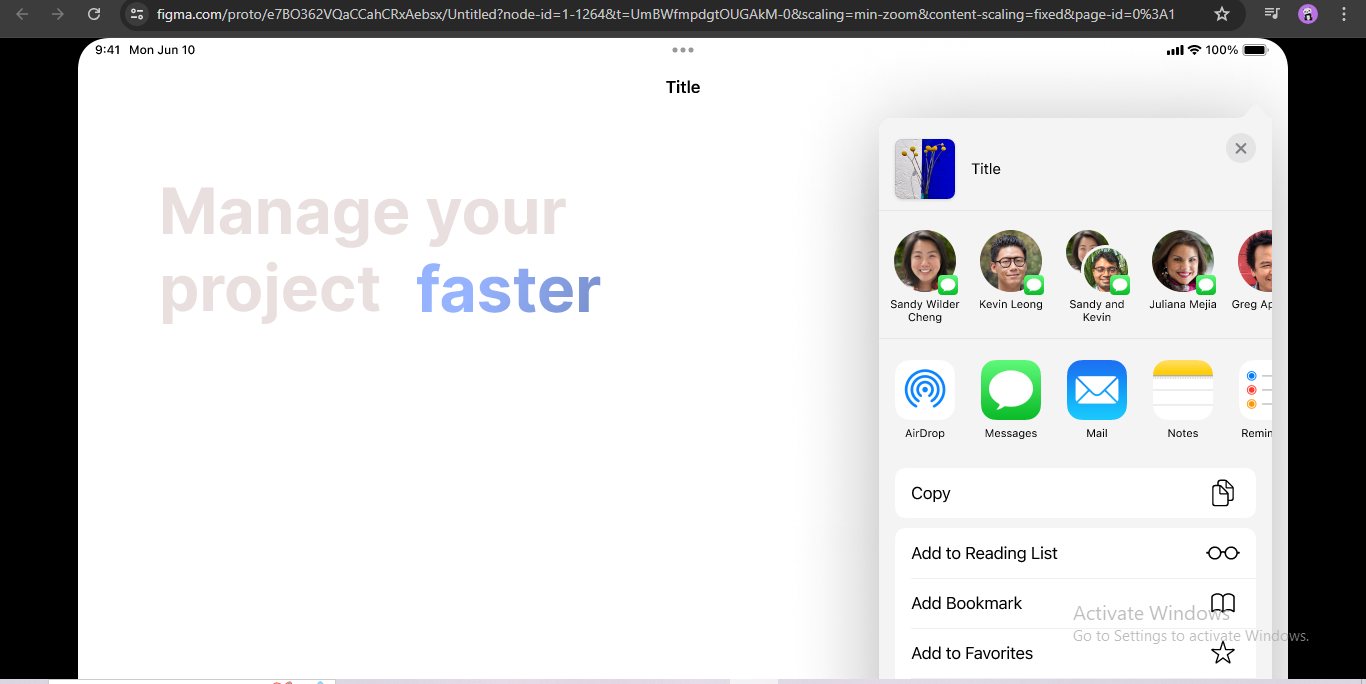 figma.com/proto/e7BO362VQaCCahCRxAebsx/Untitled?node-id=1-1264&t=UmBWfmpdgtOUGAkM-0&scaling=min-zoom&content-scaling=fixed&page-id=0%3A1
9:41 Mon Jun 10
100%
Title
Manage your
project faster
Title
Sandy Wilder
Cheng
Kevin Leong
Sandy and
Kevin
Juliana Mejia
Greg Ap
AirDrop
Messages
Mail
Notes
Remin
Copy
Add to Reading List
Add Bookmark
Add to Favorites
Activate Windows
Go to Settings to activate Windows.